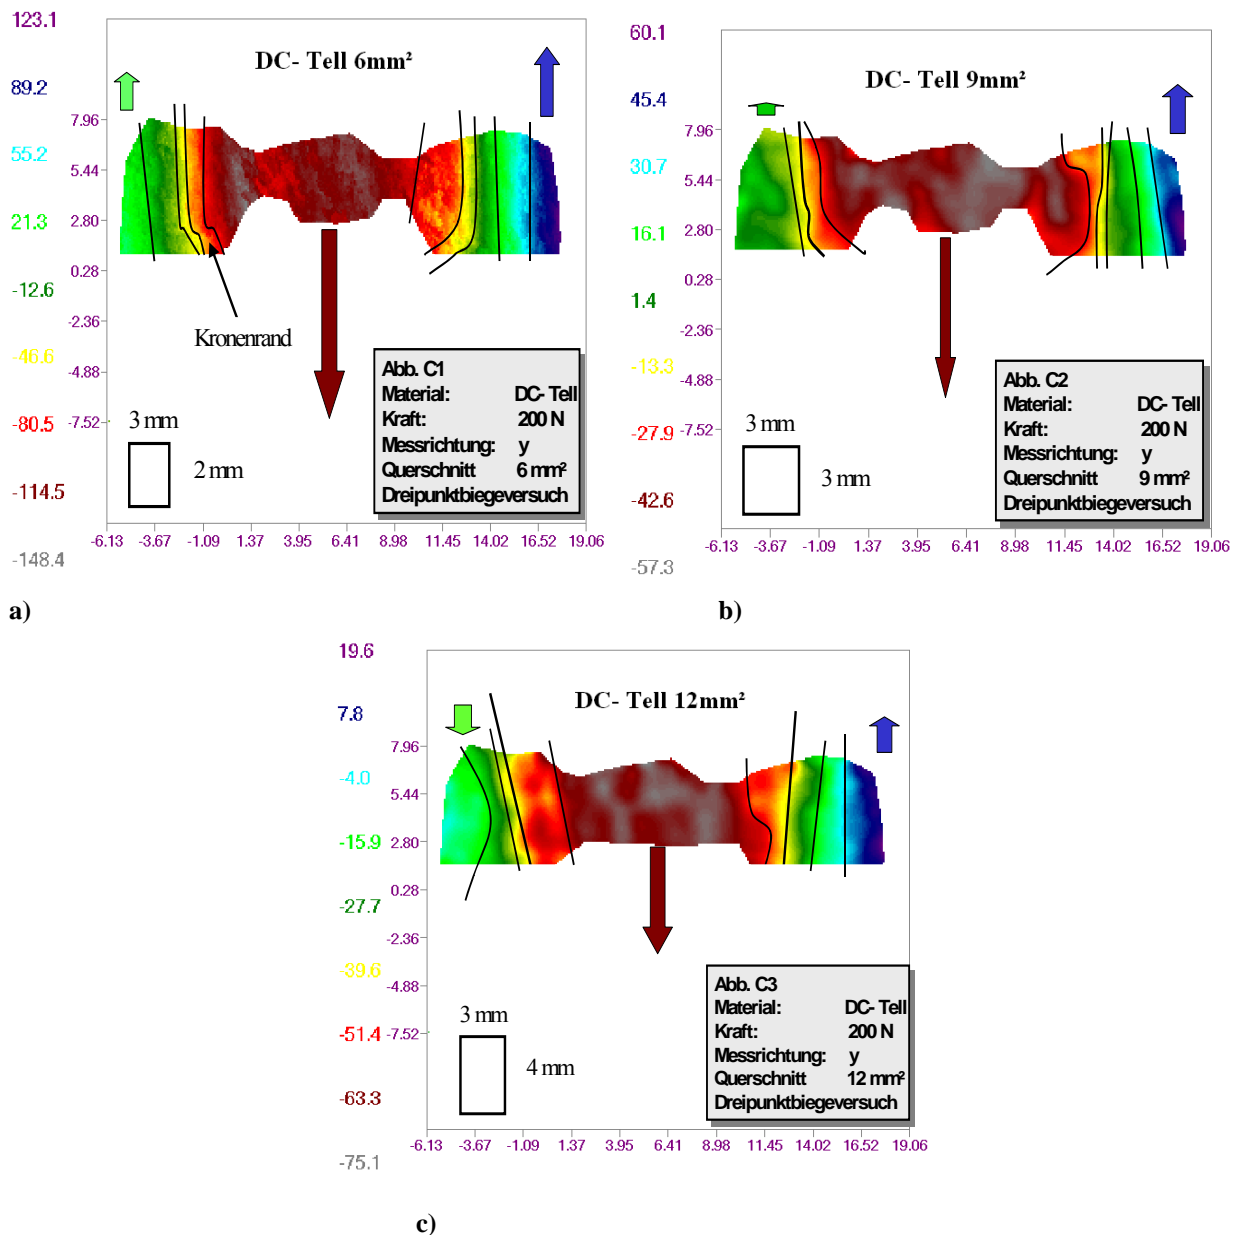 123.1
89.2
55.2
21.3
-12.6
-46.6
-80.5
-114.5
-148.4
DC- Tell 6mm²
7.96
5.44
2.80
0.28
-2.36
-4.88
-7.52
Kronenrand
3 mm
2 mm
Abb. C1
Material: DC- Tell
Kraft: 200 N
Messrichtung: y
Querschnitt 6 mm²
Dreipunktbiegeversuch
-6.13 -3.67 -1.09 1.37 3.95 6.41 8.98 11.45 14.02 16.52 19.06
a)
60.1
45.4
30.7
16.1
1.4
-13.3
-27.9
-42.6
-57.3
DC- Tell 9mm²
7.96
5.44
2.80
0.28
-2.36
-4.88
-7.52
3 mm
3 mm
Abb. C2
Material: DC- Tell
Kraft: 200 N
Messrichtung: y
Querschnitt 9 mm²
Dreipunktbiegeversuch
-6.13 -3.67 -1.09 1.37 3.95 6.41 8.98 11.45 14.02 16.52 19.06
b)
19.6
7.8
-4.0
-15.9
-27.7
-39.6
-51.4
-63.3
-75.1
DC- Tell 12mm²
7.96
5.44
2.80
0.28
-2.36
-4.88
-7.52
3 mm
4 mm
Abb. C3
Material: DC- Tell
Kraft: 200 N
Messrichtung: y
Querschnitt 12 mm²
Dreipunktbiegeversuch
-6.13 -3.67 -1.09 1.37 3.95 6.41 8.98 11.45 14.02 16.52 19.06
c)